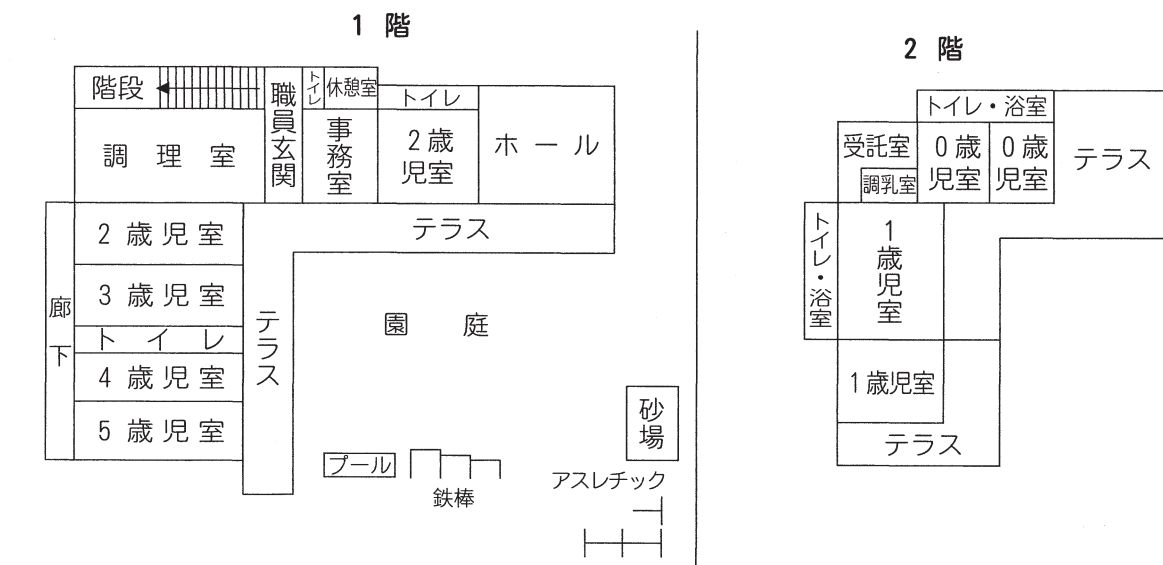 1 階
階段
職員玄関
トイレ
休憩室
トイレ
調 理 室
事務室
2歳
児室
ホ ー ル
テラス
2 歳 児 室
3 歳 児 室
ト イ レ
4 歳 児 室
5 歳 児 室
廊下
テラス
園 庭
砂場
プール
鉄棒
アスレチック
2 階
トイレ・浴室
受託室
調乳室
0歳
児室
0歳
児室
テラス
トイレ・浴室
1歳児室
1歳児室
テラス